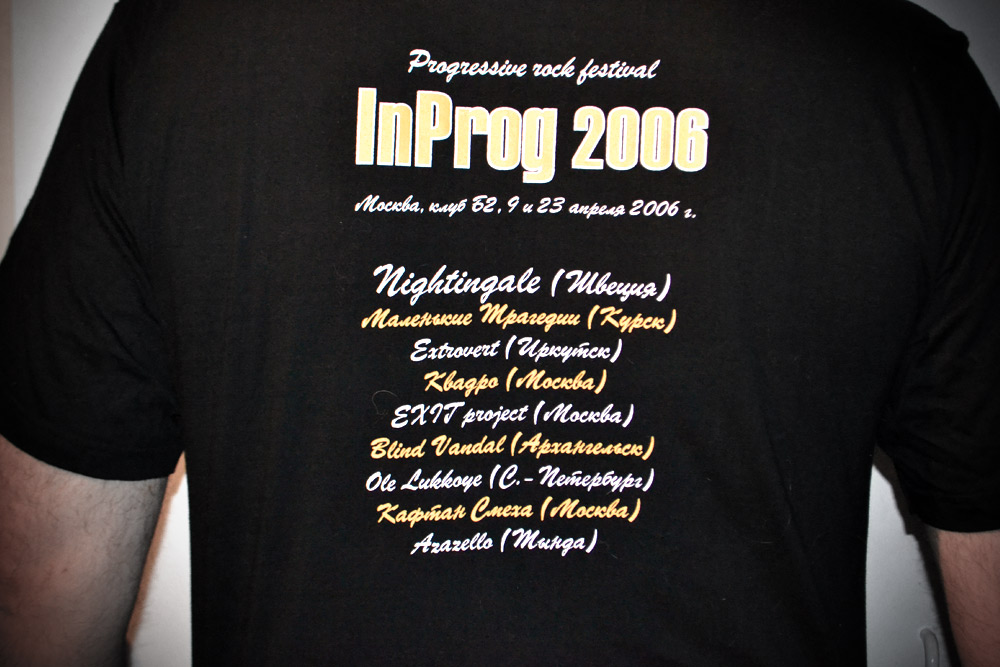 Progressive rock festival
InProg 2006
Москва, клуб Б2, 9 и 23 апреля 2006 г.
Nightingale (Швеция)
Маленькие Трагедии (Курск)
Extrovert (Иркутск)
Квадро (Москва)
EXIT project (Москва)
Blind Vandal (Архангельск)
Ole Lukkoye (С.-Петербург)
Кафтан Смеха (Москва)
Azazello (Тында)